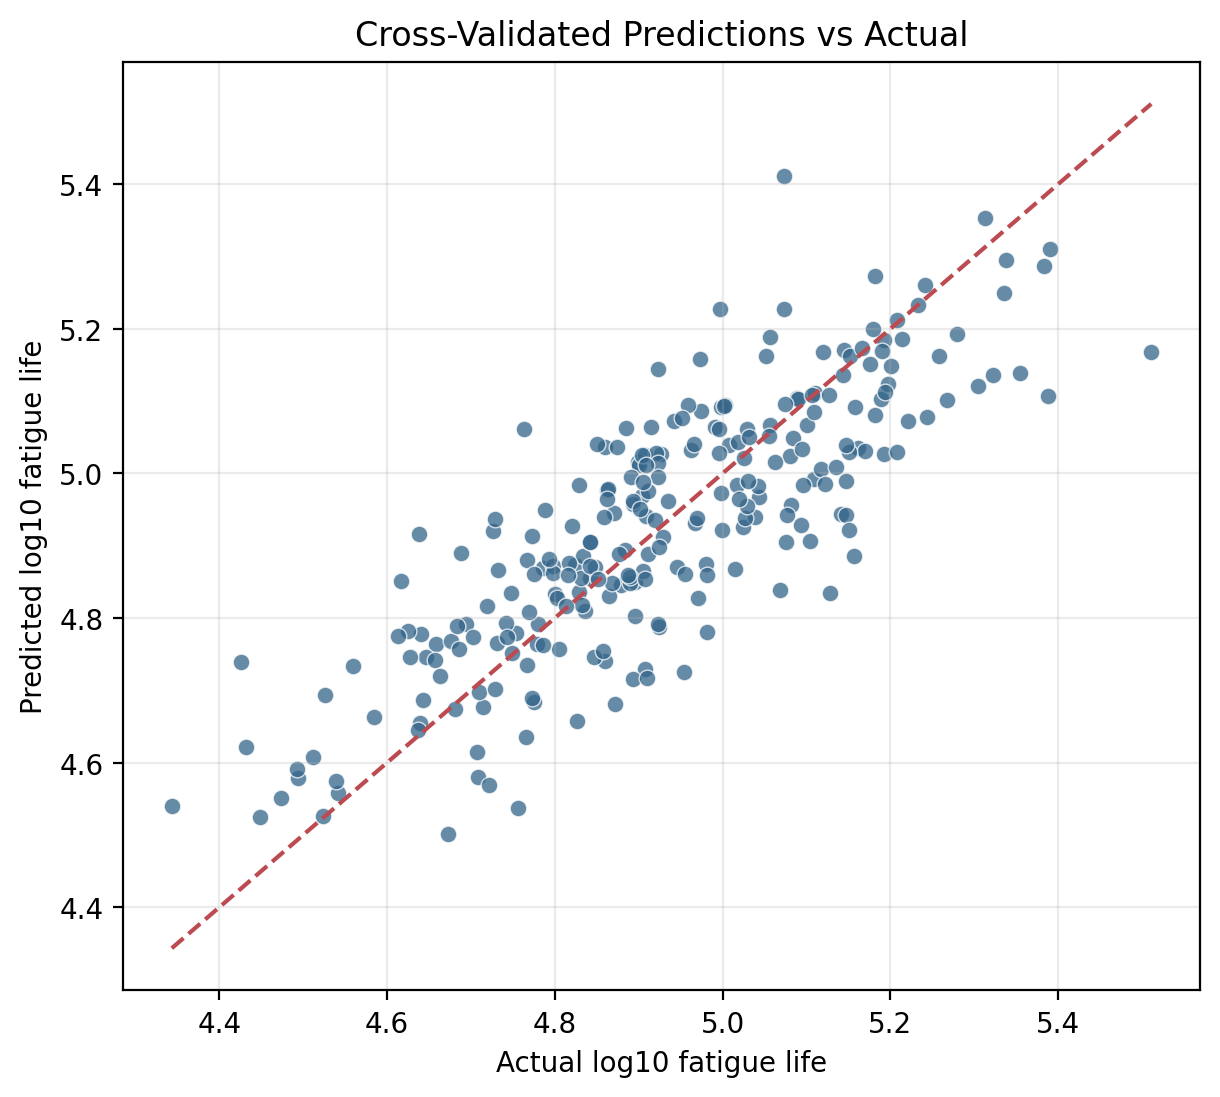 Cross-Validated Predictions vs Actual
Predicted log10 fatigue life
5.4
5.2
5.0
4.8
4.6
4.4
4.4 4.6 4.8 5.0 5.2 5.4
Actual log10 fatigue life